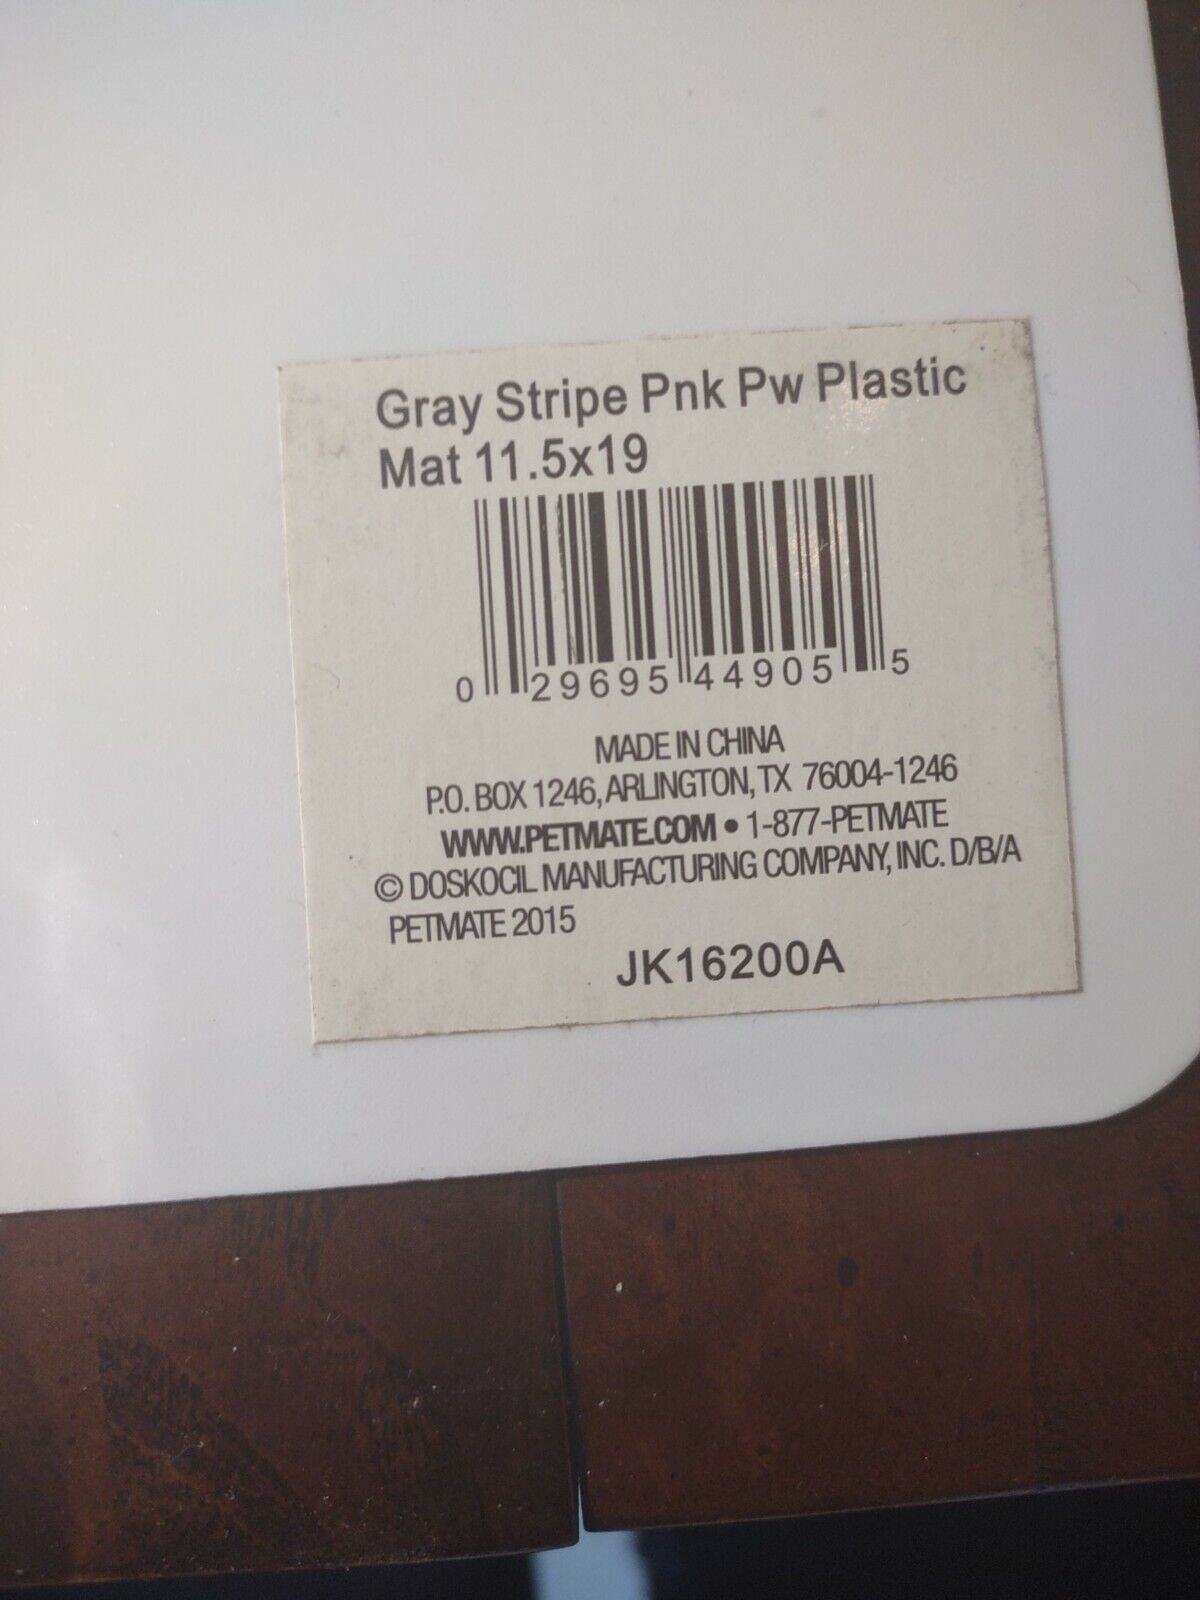 Gray Stripe Pnk Pw Plastic
Mat 11.5x19
0 29695 44905 5
MADE IN CHINA
P.O. BOX 1246, ARLINGTON, TX 76004-1246
WWW.PETMATE.COM • 1-877-PETMATE
© DOSKOCIL MANUFACTURING COMPANY, INC. D/B/A
PETMATE 2015
JK16200A